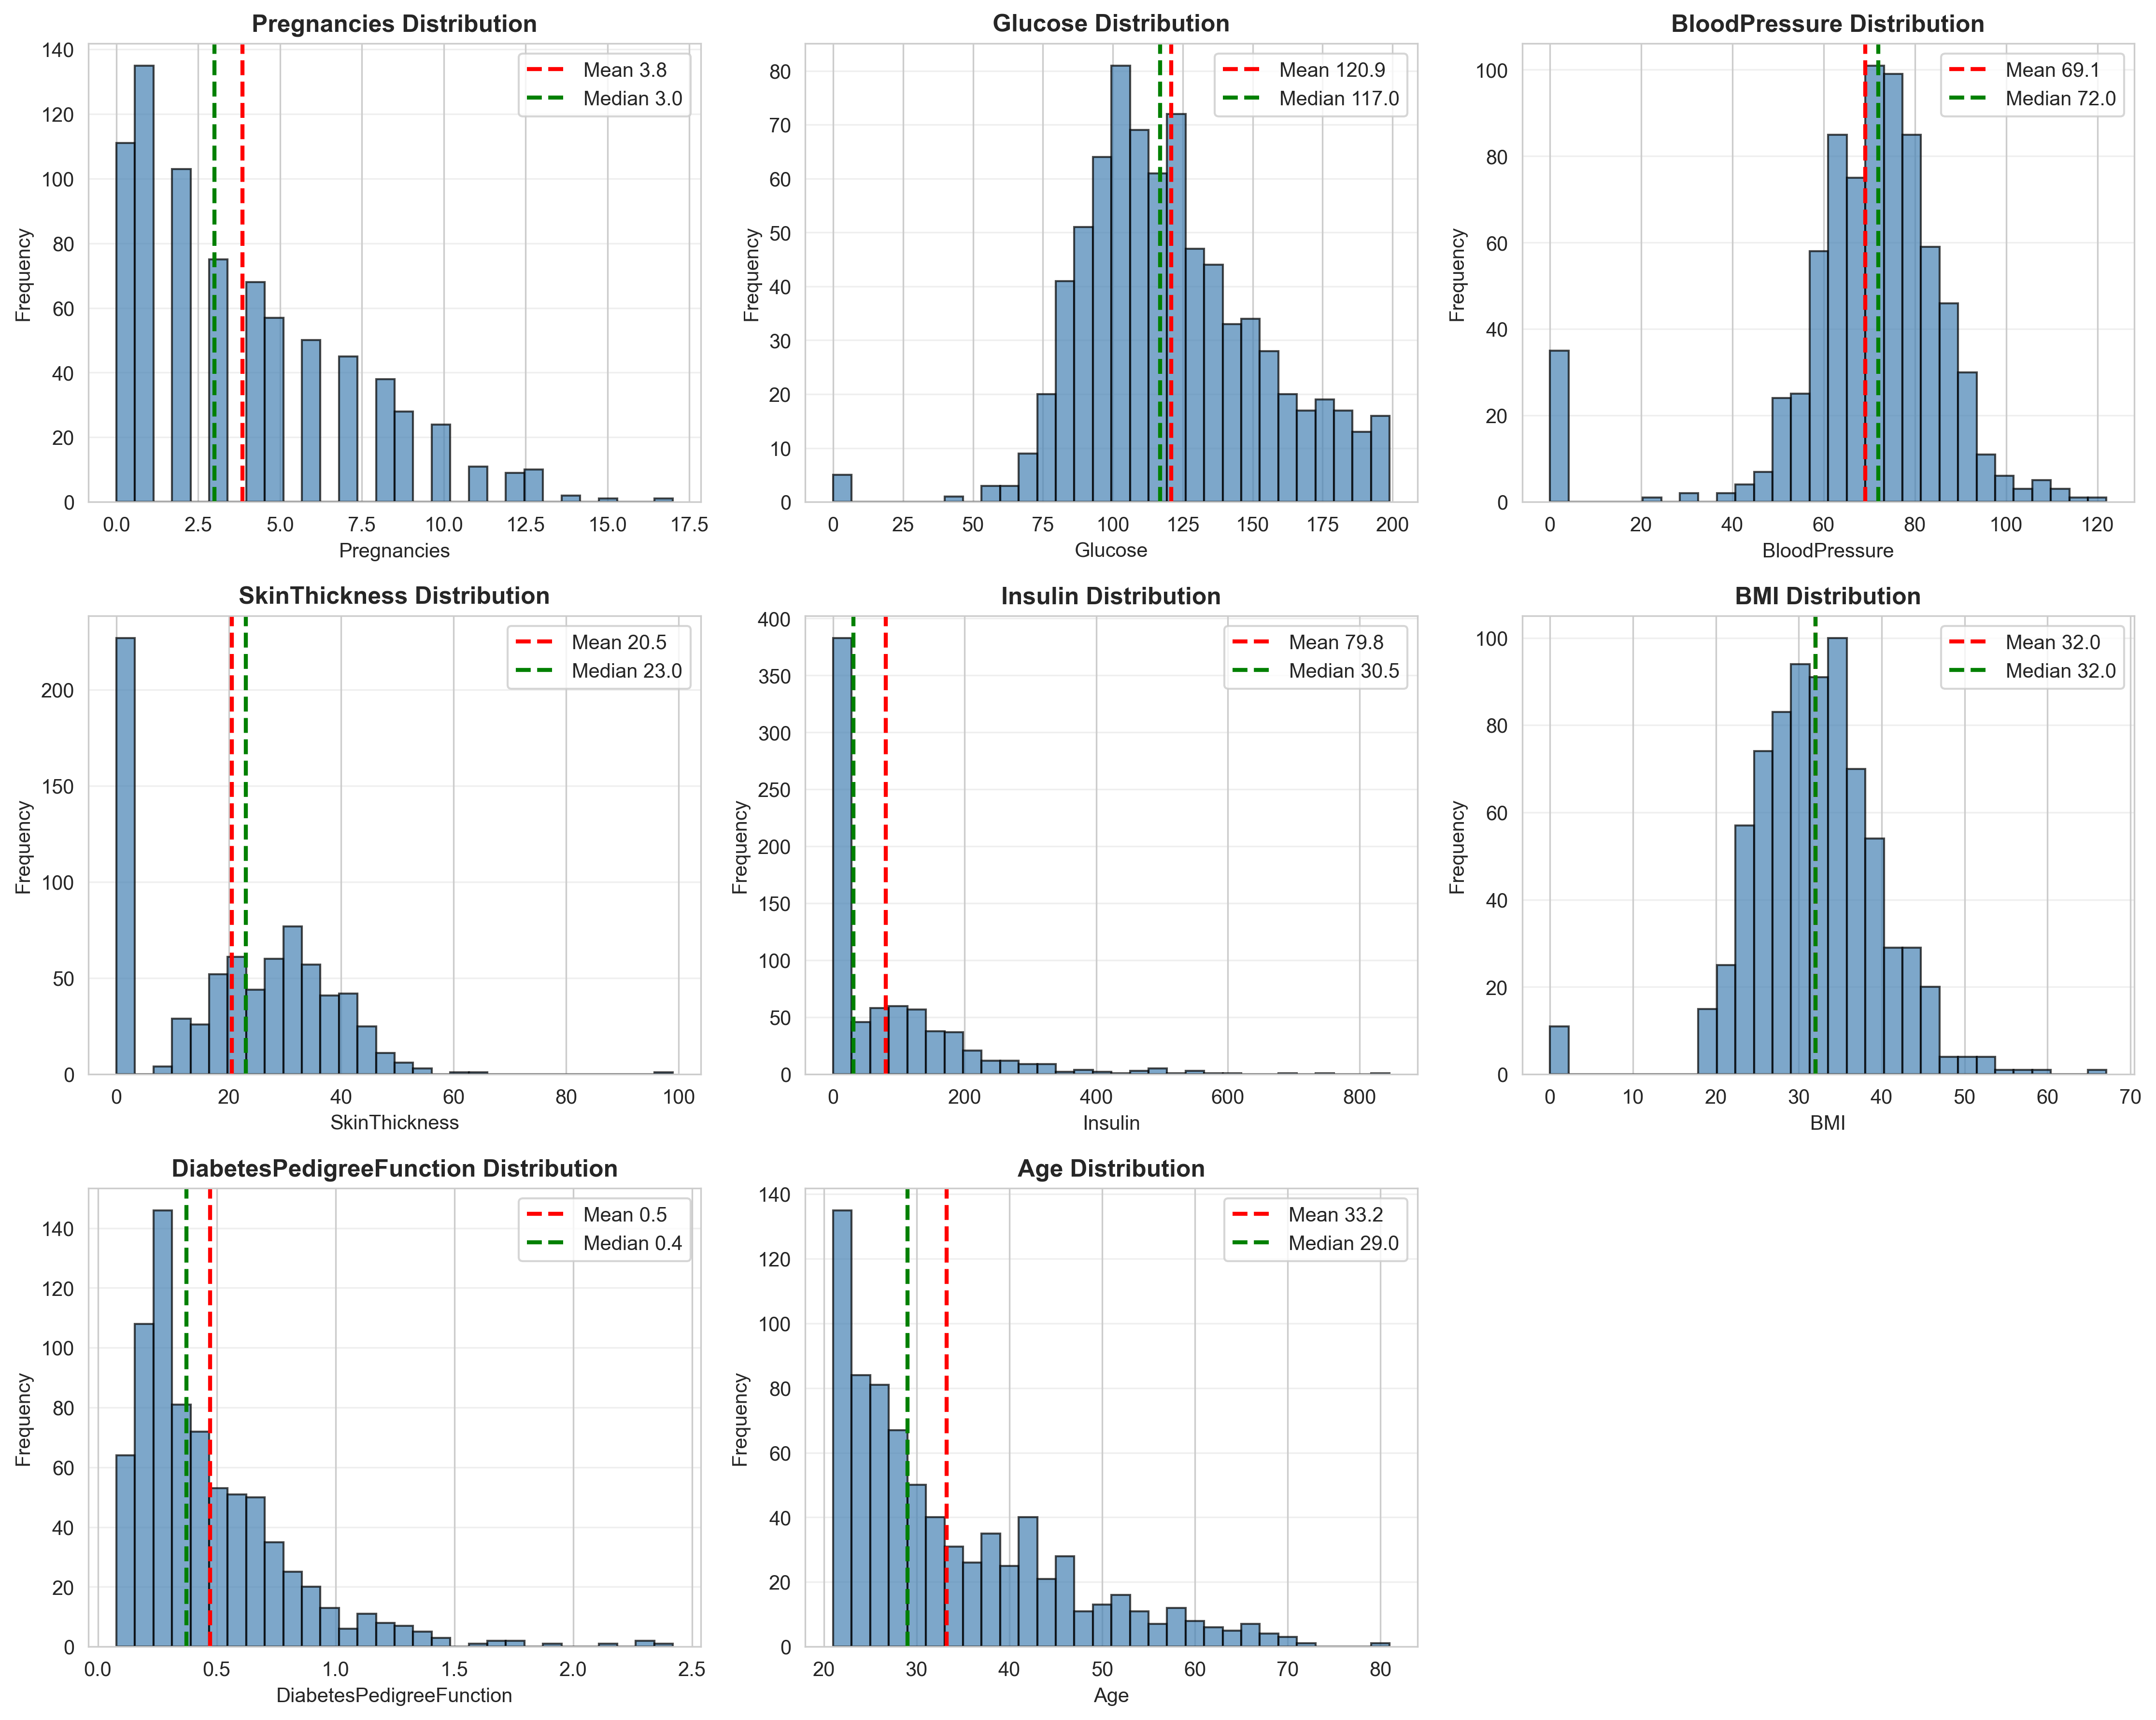 Pregnancies Distribution
Mean 3.8
Median 3.0
Frequency
0
20
40
60
80
100
120
140
0.0 2.5 5.0 7.5 10.0 12.5 15.0 17.5
Pregnancies
Glucose Distribution
Mean 120.9
Median 117.0
Frequency
0
10
20
30
40
50
60
70
80
0 25 50 75 100 125 150 175 200
Glucose
BloodPressure Distribution
Mean 69.1
Median 72.0
Frequency
0
20
40
60
80
100
0 20 40 60 80 100 120
BloodPressure
SkinThickness Distribution
Mean 20.5
Median 23.0
Frequency
0
50
100
150
200
0 20 40 60 80 100
SkinThickness
Insulin Distribution
Mean 79.8
Median 30.5
Frequency
0
50
100
150
200
250
300
350
400
0 200 400 600 800
Insulin
BMI Distribution
Mean 32.0
Median 32.0
Frequency
0
20
40
60
80
100
0 10 20 30 40 50 60 70
BMI
DiabetesPedigreeFunction Distribution
Mean 0.5
Median 0.4
Frequency
0
20
40
60
80
100
120
140
0.0 0.5 1.0 1.5 2.0 2.5
DiabetesPedigreeFunction
Age Distribution
Mean 33.2
Median 29.0
Frequency
0
20
40
60
80
100
120
140
20 30 40 50 60 70 80
Age